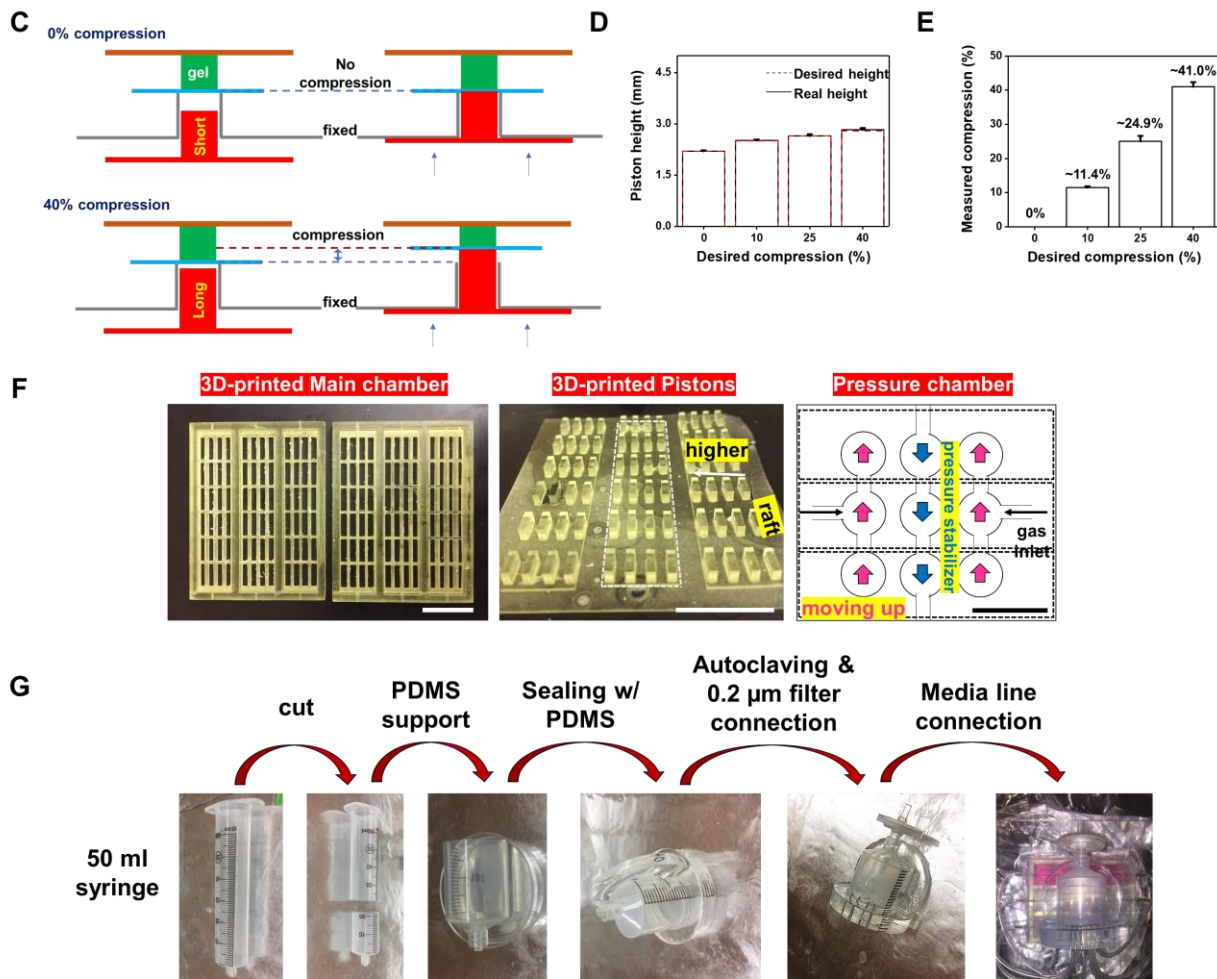 C
0% compression
gel
No
compression
Short
fixed
40% compression
compression
Long
fixed
D
4.5
3.0
1.5
0.0
Piston height (mm)
Desired height
Real height
0
10
25
40
Desired compression (%)
E
50
40
30
20
10
0
Measured compression (%)
0%
~11.4%
~24.9%
~41.0%
0
10
25
40
Desired compression (%)
F
3D-printed Main chamber
3D-printed Pistons
Pressure chamber
higher
raft
pressure stabilizer
gas
inlet
moving up
G
cut
PDMS
support
Sealing w/
PDMS
Autoclaving &
0.2 µm filter
connection
Media line
connection
50 ml
syringe